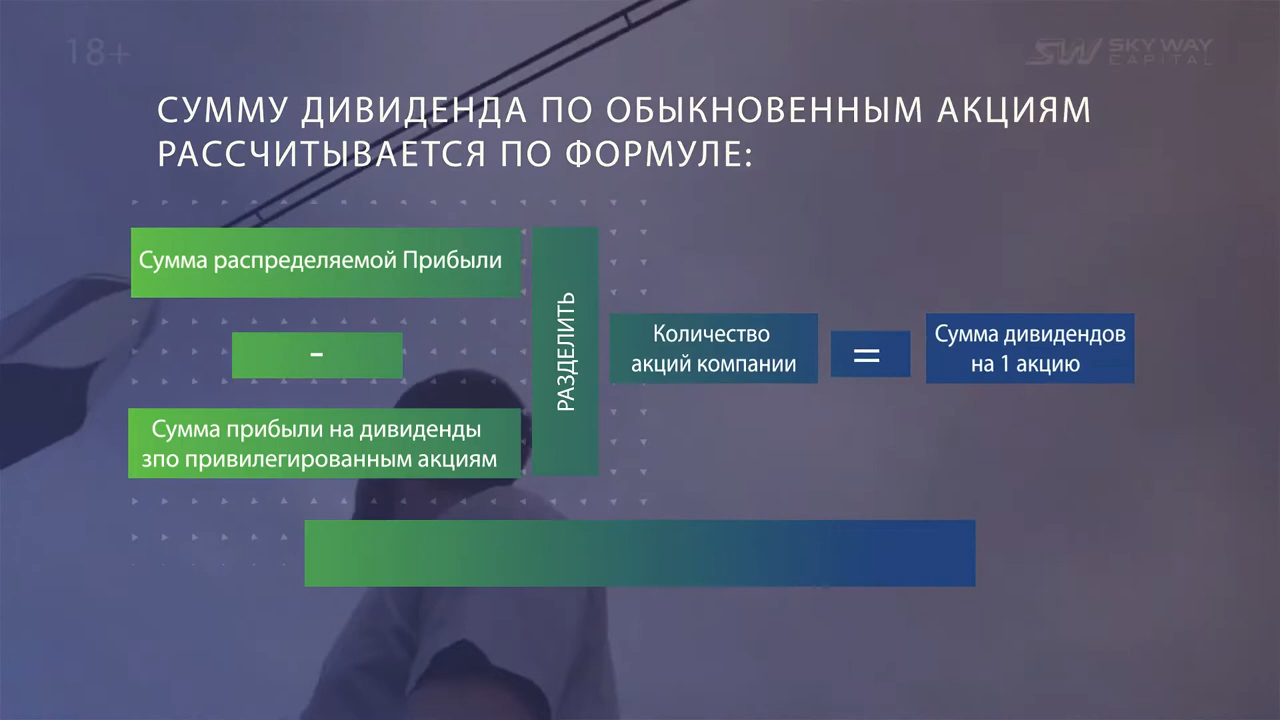 18+
SW SKY WAY
CAPITAL
СУММУ ДИВИДЕНДА ПО ОБЫКНОВЕННЫМ АКЦИЯМ
РАССЧИТЫВАЕТСЯ ПО ФОРМУЛЕ:
Сумма распределяемой Прибыли
-
Сумма прибыли на дивиденды
зпо привилегированным акциям
РАЗДЕЛИТЬ
Количество
акций компании
=
Сумма дивидендов
на 1 акцию